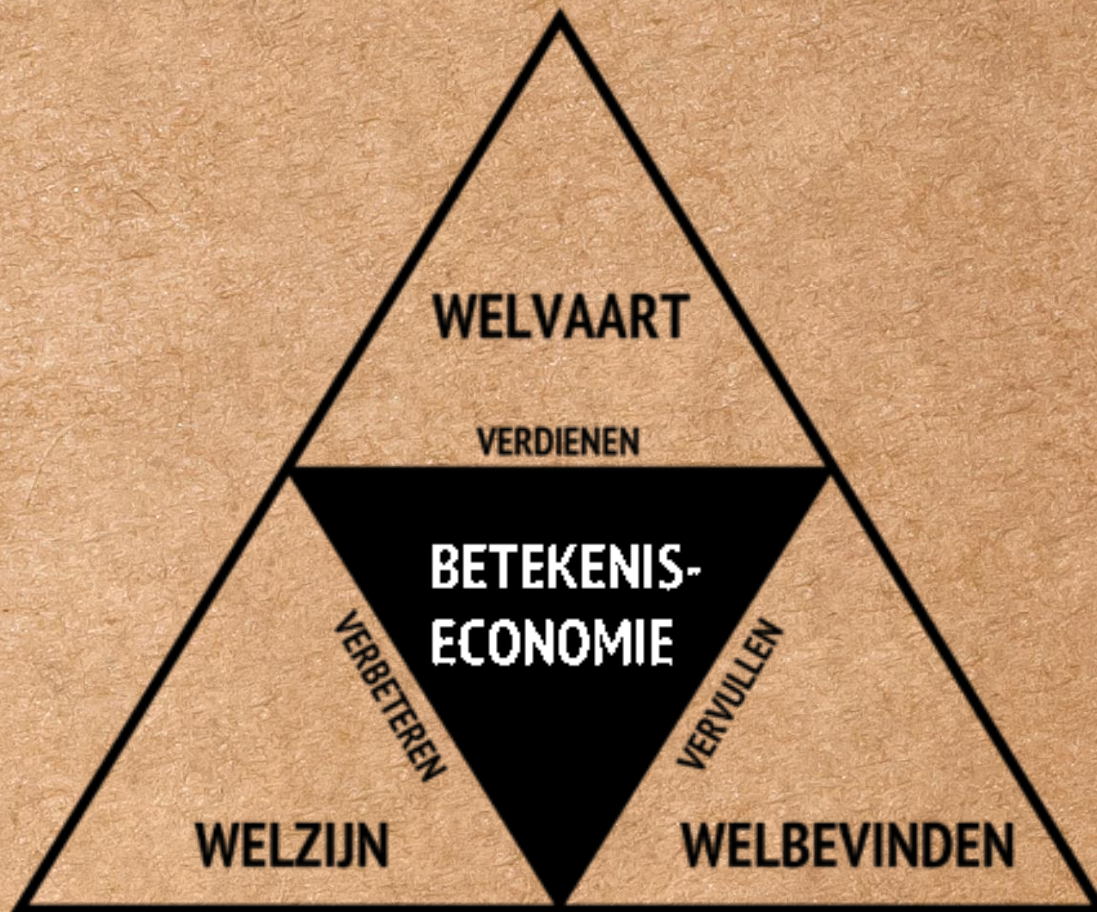 WELVAART
VERDIENEN
BETEKENIS-
ECONOMIE
VERBETEREN
VERVULLEN
WELZIJN
WELBEVINDEN